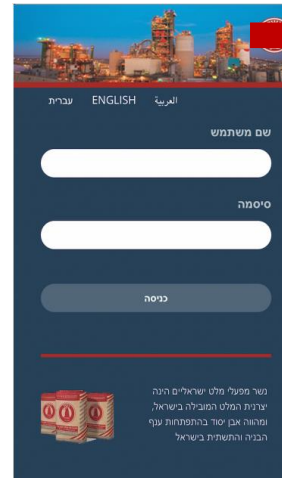 עברית ENGLISH العربية
שם משתמש
סיסמה
כניסה
נשר מפעלי מלט ישראליים הינה
יצרנית המלט המובילה בישראל,
ומהווה אבן יסוד בהתפתחות ענף
הבניה והתשתית בישראל